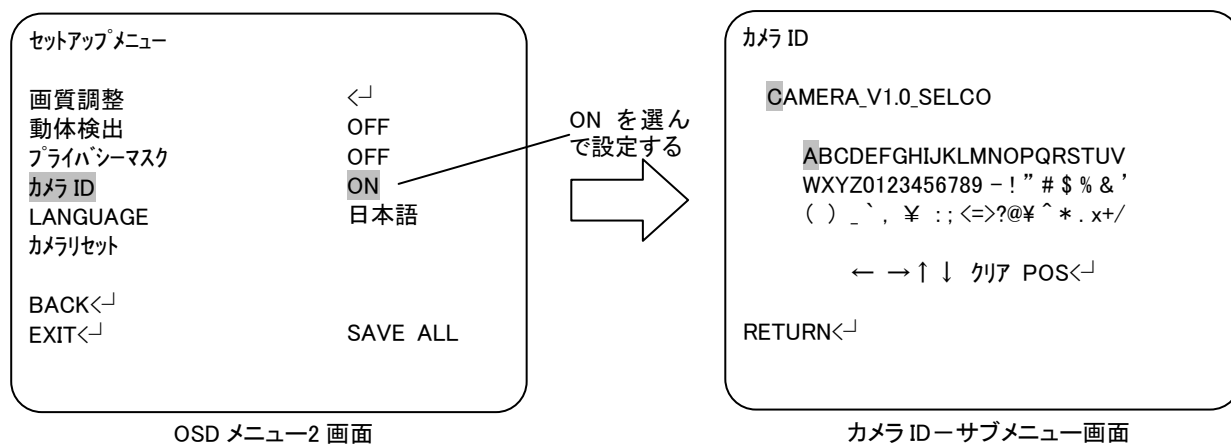 セットアップメニュー
画質調整 <┘
動体検出 OFF
プライバシーマスク OFF
カメラ ID ON
LANGUAGE 日本語
カメラリセット
BACK<┘
EXIT<┘ SAVE ALL
OSD メニュー2 画面
ON を選ん
で設定する
カメラ ID
CAMERA_V1.0_SELCO
ABCDEFGHIJKLMNOPQRSTUV
WXYZ0123456789 -!”#$%&’
( ) _`, ¥ :;<=>?@¥^*.x+/
← →↑↓ クリア POS<┘
RETURN<┘
カメラ ID-サブメニュー画面